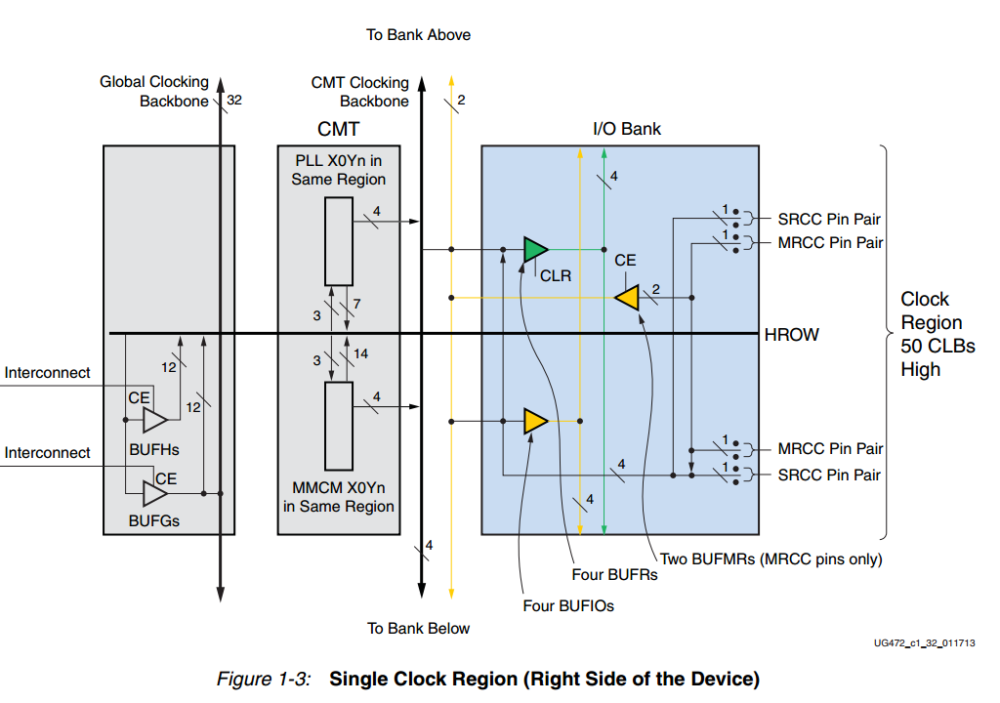 To Bank Above
Global Clocking
Backbone
32
CMT Clocking
Backbone
2
CMT
I/O Bank
PLL X0Yn in
Same Region
4
4
1
SRCC Pin Pair
1
MRCC Pin Pair
CLR
CE
2
3
7
Clock
Region
50 CLBs
High
HROW
3
14
12
Interconnect
CE
12
4
BUFHs
Interconnect
CE
1
MRCC Pin Pair
4
1
SRCC Pin Pair
MMCM X0Yn
in Same Region
4
BUFGs
4
Two BUFMRs (MRCC pins only)
Four BUFRs
Four BUFIOs
To Bank Below
UG472_c1_32_011713
Figure 1-3: Single Clock Region (Right Side of the Device)